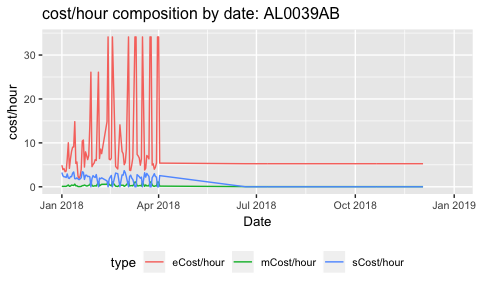 cost/hour composition by date: AL0039AB
cost/hour
30
20
10
0
Jan 2018 Apr 2018 Jul 2018 Oct 2018 Jan 2019
Date
type eCost/hour mCost/hour sCost/hour